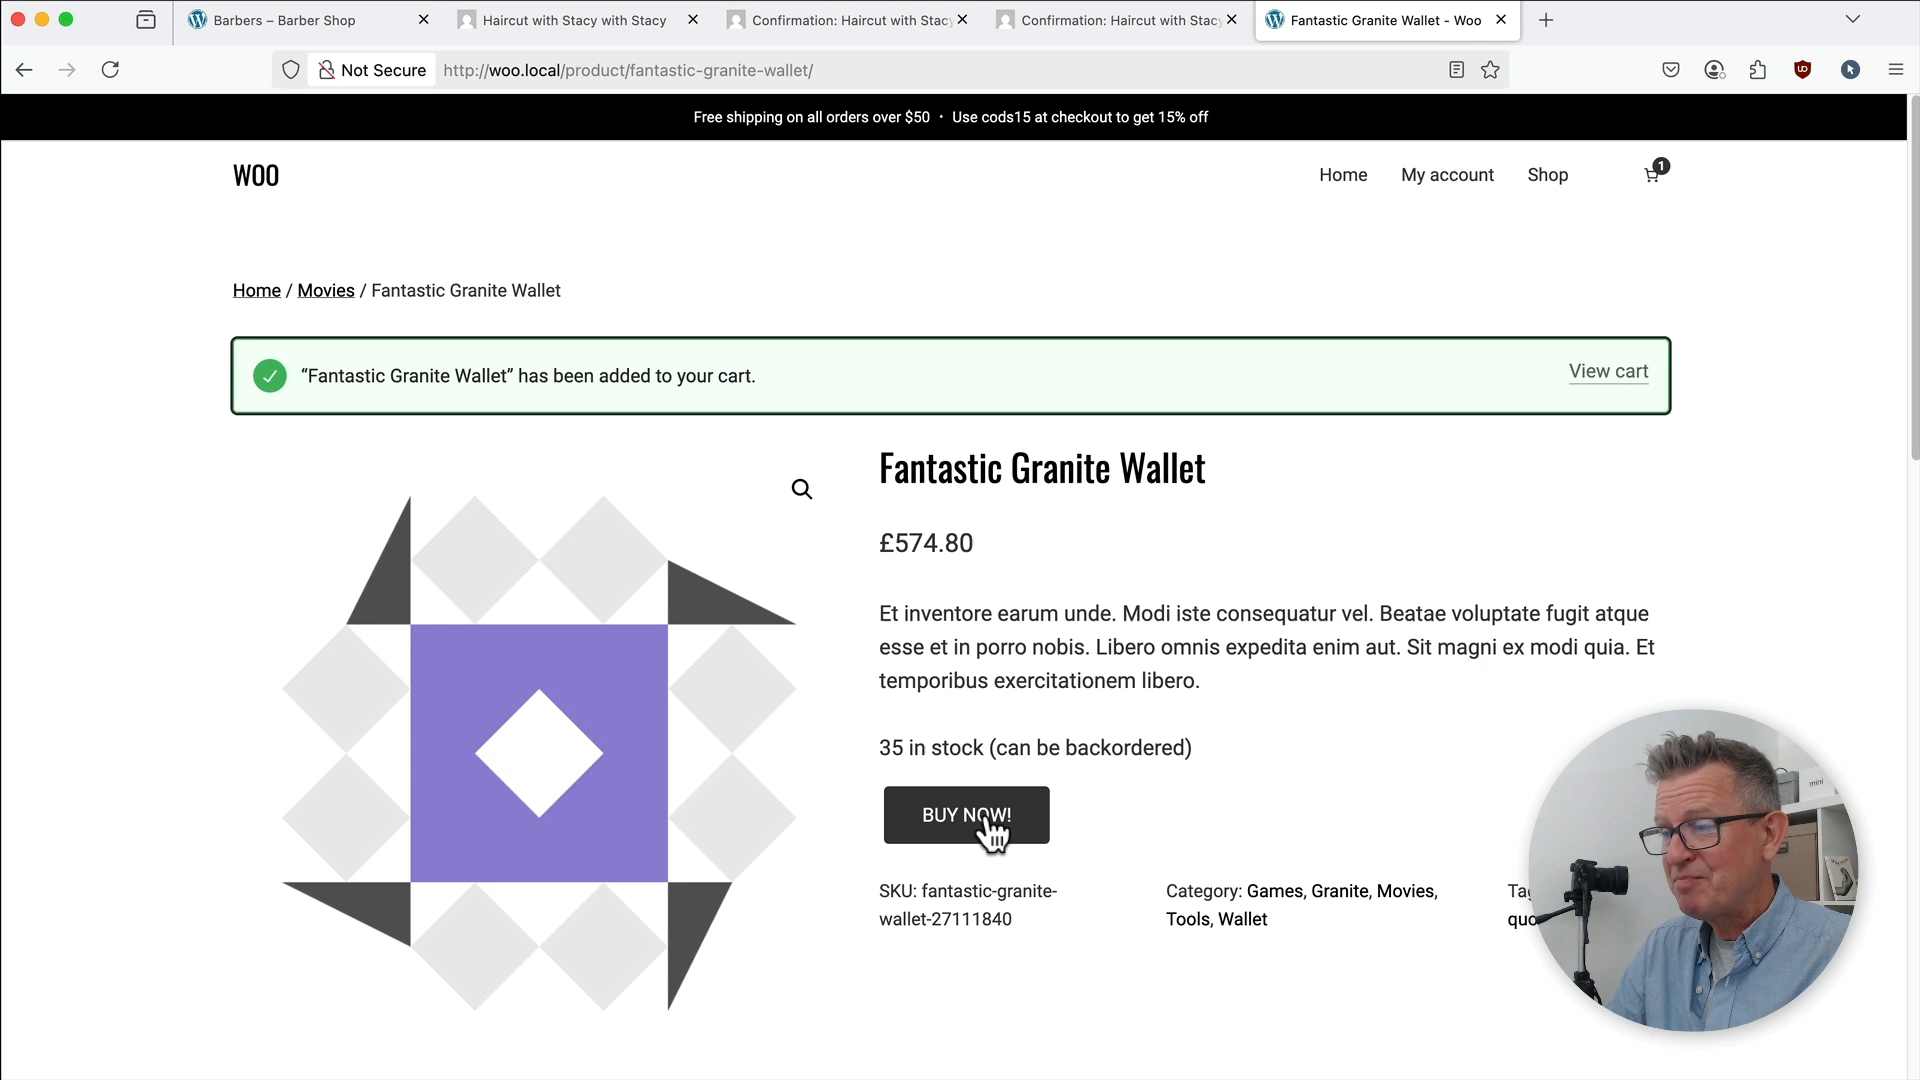 Barbers – Barber Shop
Haircut with Stacy with Stacy
Confirmation: Haircut with Stac
Confirmation: Haircut with Stac
Fantastic Granite Wallet - Woo
Not Secure
http://woo.local/product/fantastic-granite-wallet/
Free shipping on all orders over $50 · Use cods15 at checkout to get 15% off
WOO
Home
My account
Shop
1
Home / Movies / Fantastic Granite Wallet
“Fantastic Granite Wallet” has been added to your cart.
View cart
Fantastic Granite Wallet
£574.80
Et inventore earum unde. Modi iste consequatur vel. Beatae voluptate fugit atque
esse et in porro nobis. Libero omnis expedita enim aut. Sit magni ex modi quia. Et
temporibus exercitationem libero.
35 in stock (can be backordered)
BUY NOW!
SKU: fantastic-granite-
wallet-27111840
Category: Games, Granite, Movies,
Tools, Wallet
mini